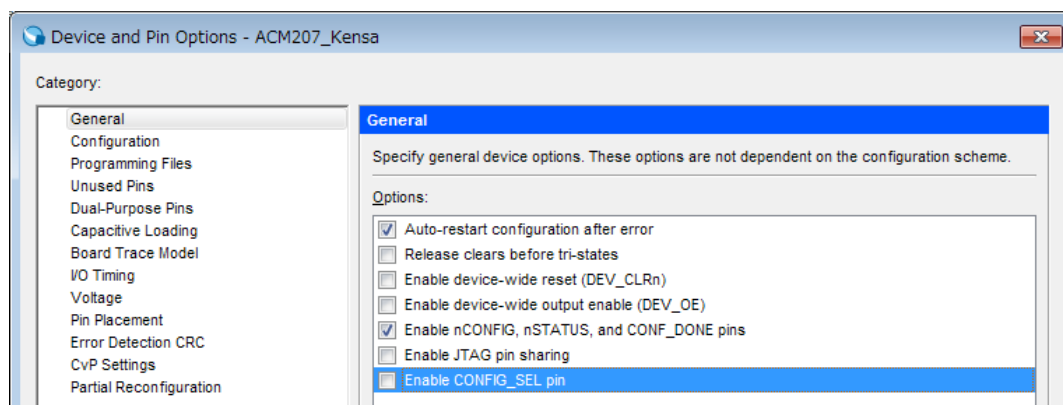 Device and Pin Options - ACM207_Kensa
Category:
General
Configuration
Programming Files
Unused Pins
Dual-Purpose Pins
Capacitive Loading
Board Trace Model
I/O Timing
Voltage
Pin Placement
Error Detection CRC
CvP Settings
Partial Reconfiguration
General
Specify general device options. These options are not dependent on the configuration scheme.
Options:
Auto-restart configuration after error
Release clears before tri-states
Enable device-wide reset (DEV_CLRn)
Enable device-wide output enable (DEV_OE)
Enable nCONFIG, nSTATUS, and CONF_DONE pins
Enable JTAG pin sharing
Enable CONFIG_SEL pin